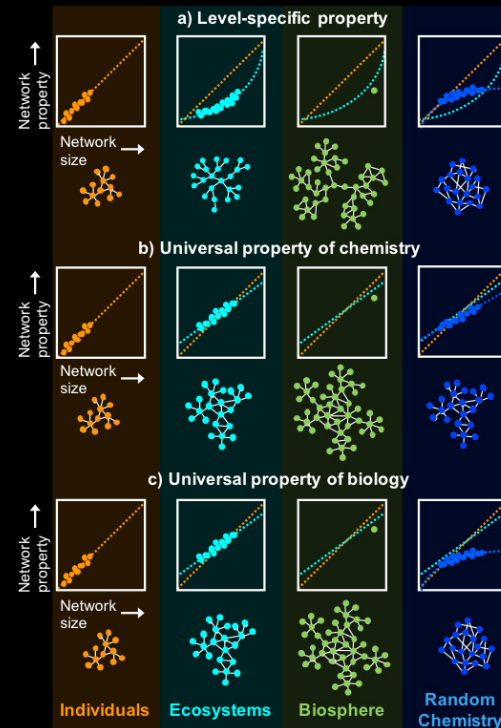 a) Level-specific property
Network
property
Network
size
b) Universal property of chemistry
Network
property
Network
size
c) Universal property of biology
Network
property
Network
size
Individuals
Ecosystems
Biosphere
Random
Chemistry